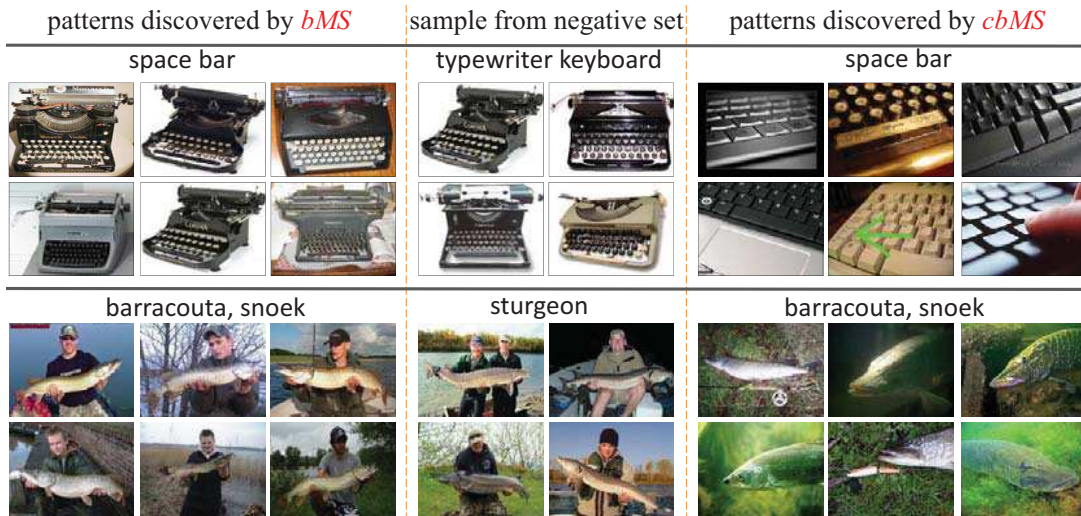 patterns discovered by bMS
sample from negative set
patterns discovered by cbMS
space bar
typewriter keyboard
space bar
barracouta, snoek
sturgeon
barracouta, snoek